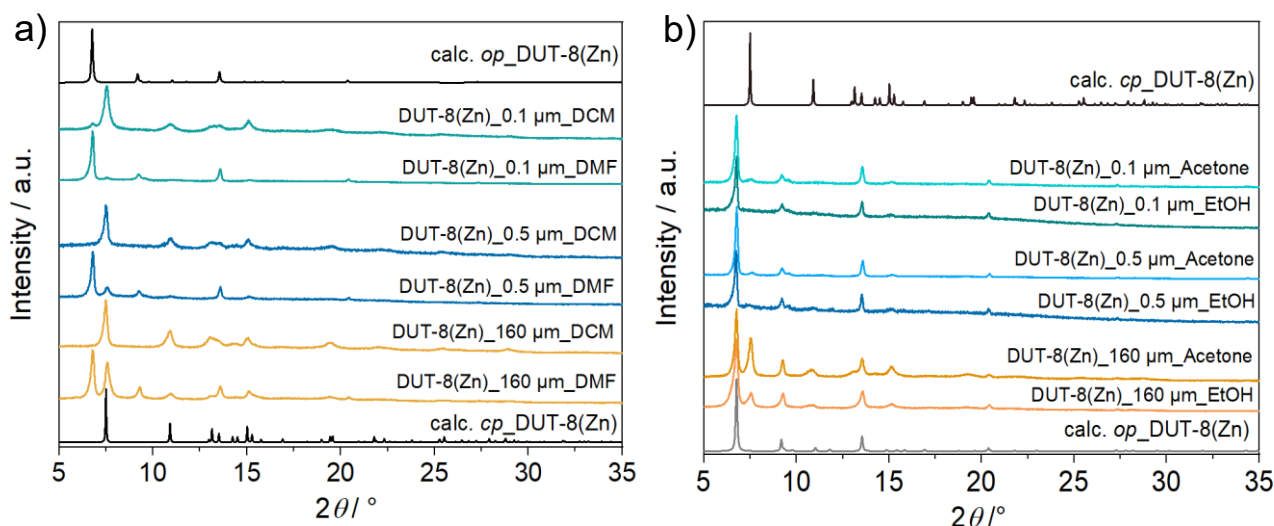 a)
Intensity / a.u.
calc. op_DUT-8(Zn)
DUT-8(Zn)_0.1 µm_DCM
DUT-8(Zn)_0.1 µm_DMF
DUT-8(Zn)_0.5 µm_DCM
DUT-8(Zn)_0.5 µm_DMF
DUT-8(Zn)_160 µm_DCM
DUT-8(Zn)_160 µm_DMF
calc. cp_DUT-8(Zn)
5 10 15 20 25 30 35
2θ/ °
b)
Intensity / a.u.
calc. cp_DUT-8(Zn)
DUT-8(Zn)_0.1 µm_Acetone
DUT-8(Zn)_0.1 µm_EtOH
DUT-8(Zn)_0.5 µm_Acetone
DUT-8(Zn)_0.5 µm_EtOH
DUT-8(Zn)_160 µm_Acetone
DUT-8(Zn)_160 µm_EtOH
calc. op_DUT-8(Zn)
5 10 15 20 25 30 35
2θ /°